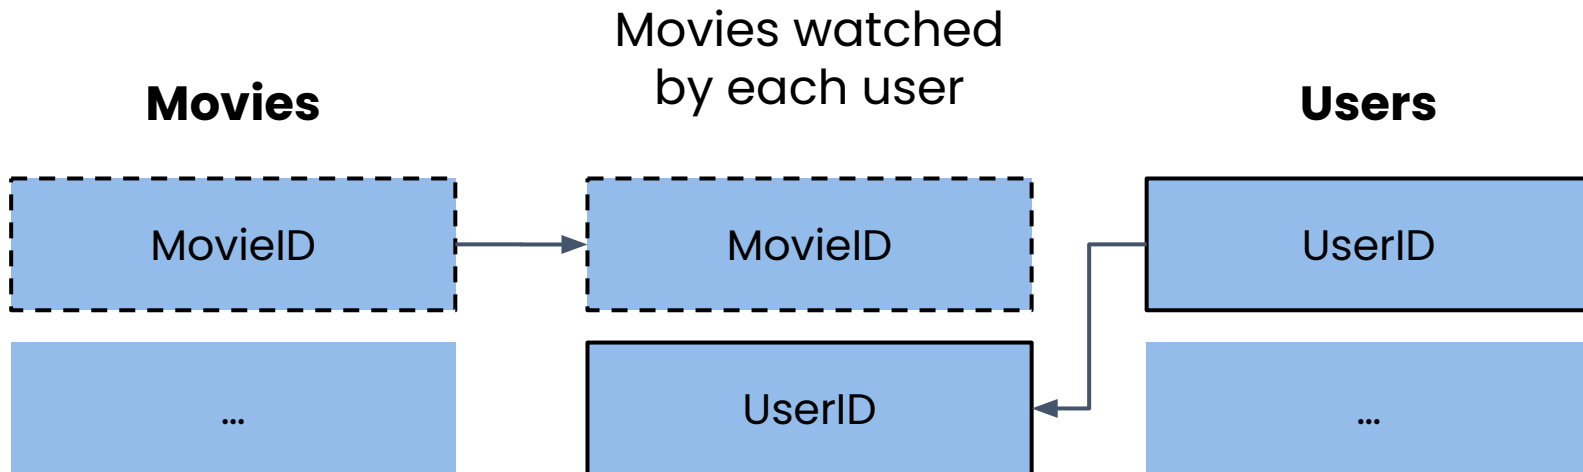 Movies watched
by each user
Movies
Users
MovieID
MovieID
UserID
...
UserID
...